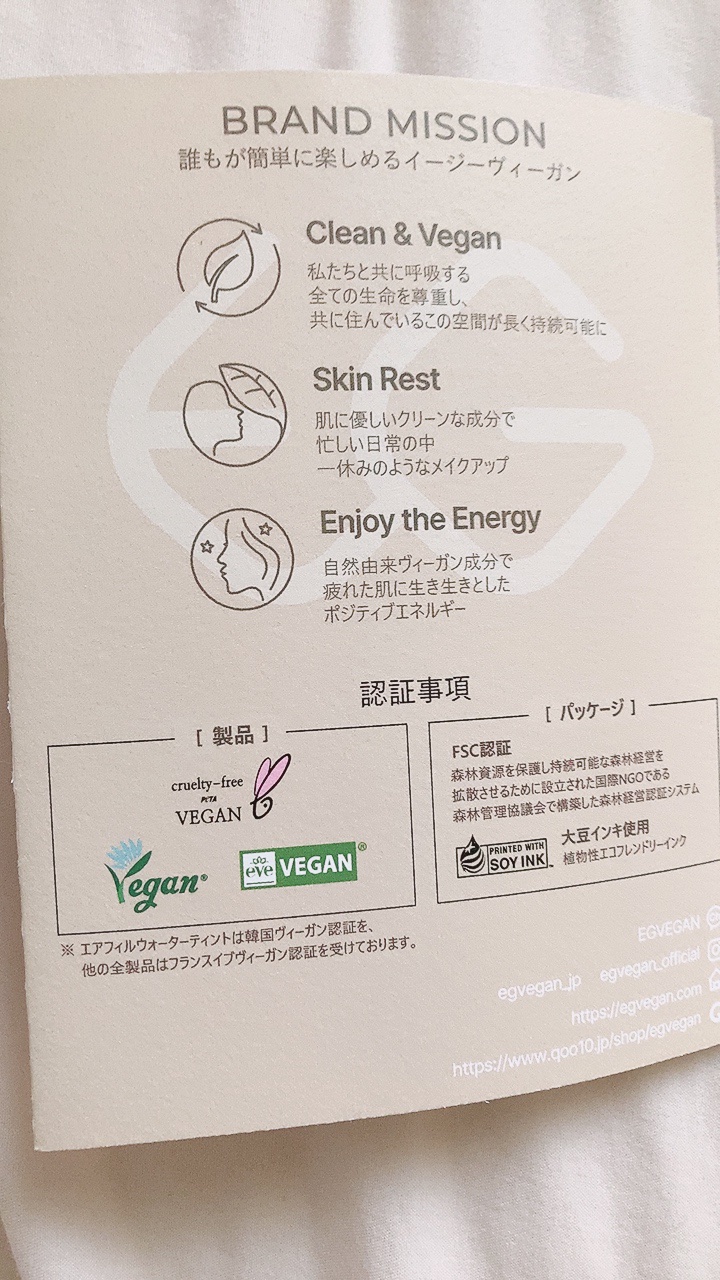 BRAND MISSION
誰もが簡単に楽しめるイージーヴィーガン
Clean & Vegan
私たちと共に呼吸する
全ての生命を尊重し、
共に住んでいるこの空間が長く持続可能に
Skin Rest
肌に優しいクリーンな成分で
忙しい日常の中
一休みのようなメイクアップ
Enjoy the Energy
自然由来ヴィーガン成分で
疲れた肌に生き生きとした
ポジティブエネルギー
認証事項
[ 製品 ]
cruelty-free
PETA
VEGAN
Vegan®
eve VEGAN®
[ パッケージ ]
FSC認証
森林資源を保護し持続可能な森林経営を
拡散させるために設立された国際NGOである
森林管理協議会で構築した森林経営認証システム
PRINTED WITH
SOY INK™
大豆インキ使用
植物性エコフレンドリーインク
※ エアフィルウォーターティントは韓国ヴィーガン認証を、
他の全製品はフランスイブヴィーガン認証を受けております。
EGVEGAN
egvegan_jp egvegan_official
https://egvegan.com
https://www.qoo10.jp/shop/egvegan